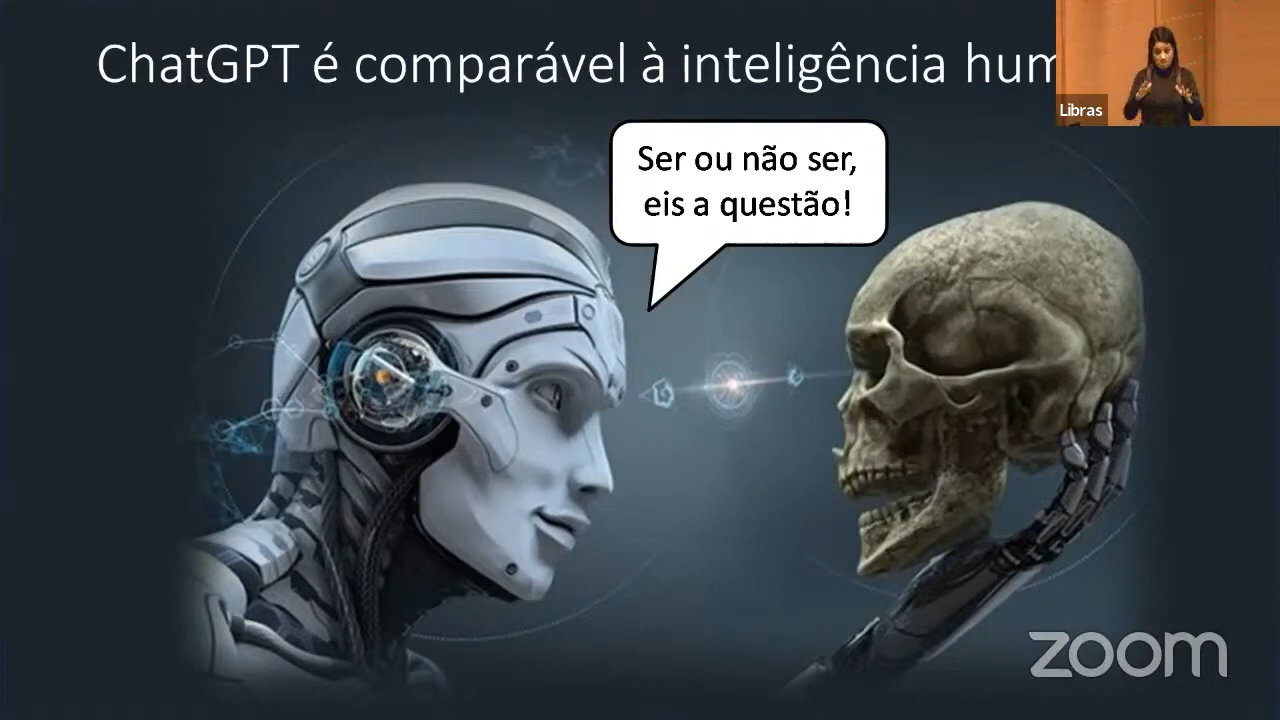 ChatGPT é comparável à inteligência hum
Libras
Ser ou não ser,
eis a questão!
zoom